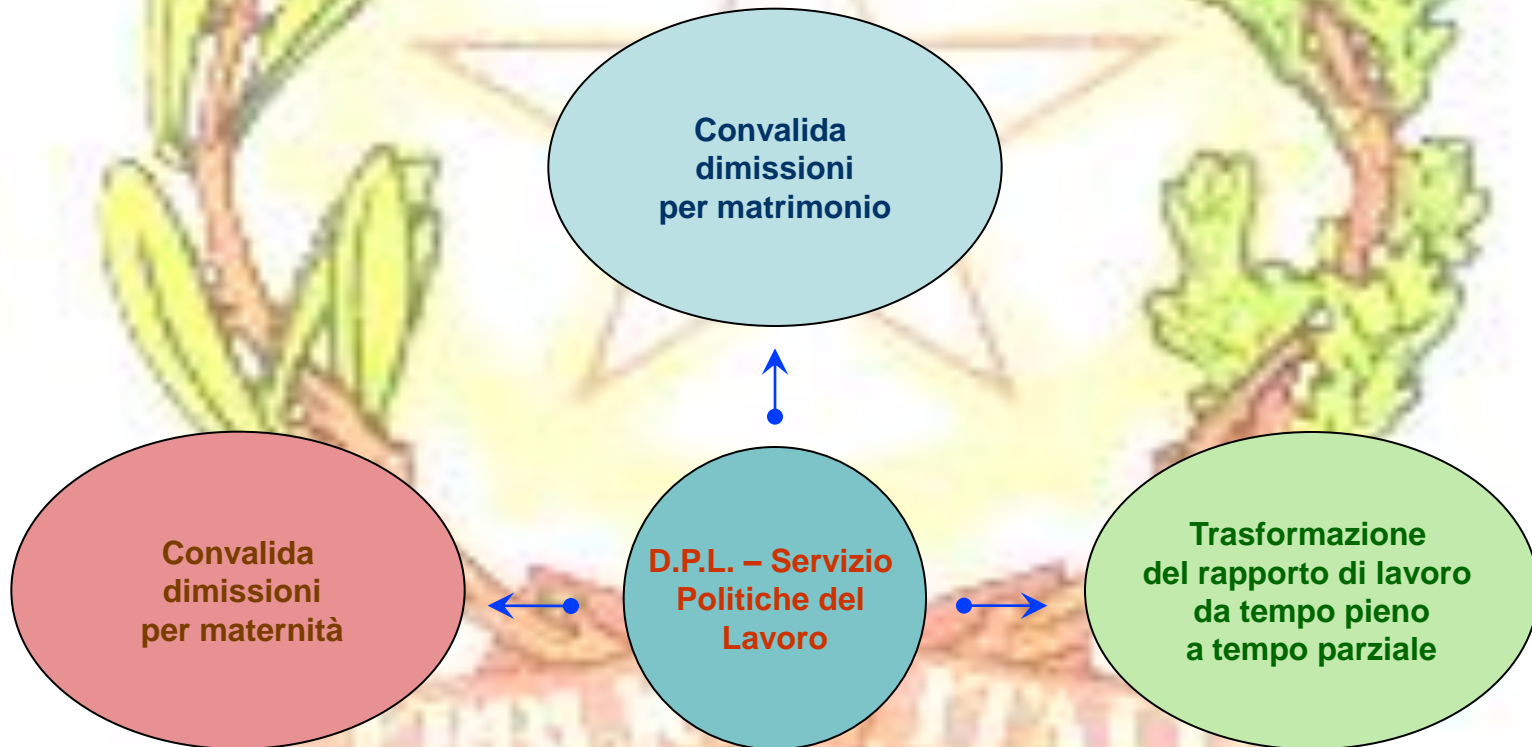 Convalida
dimissioni
per matrimonio
Convalida
dimissioni
per maternità
D.P.L. – Servizio
Politiche del
Lavoro
Trasformazione
del rapporto di lavoro
da tempo pieno
a tempo parziale